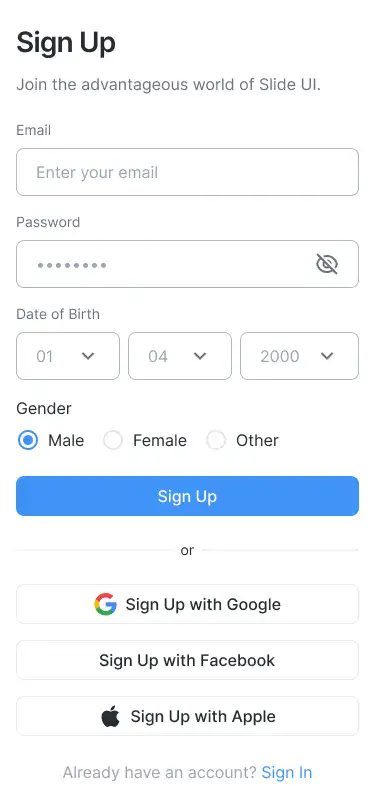 Sign Up
Join the advantageous world of Slide UI.
Email
Enter your email
Password
••••••••
Date of Birth
01 04 2000
Gender
Male Female Other
Sign Up
or
Sign Up with Google
Sign Up with Facebook
Sign Up with Apple
Already have an account? Sign In